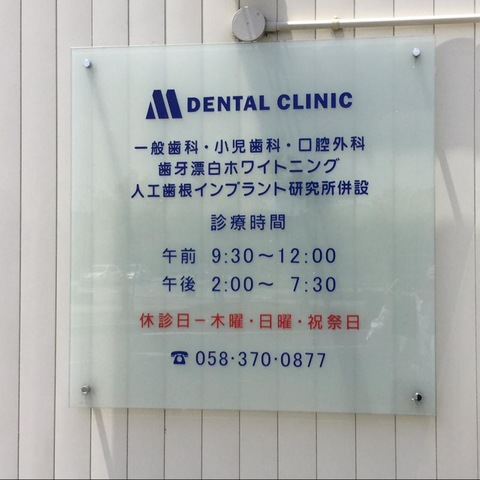 M DENTAL CLINIC
一般歯科・小児歯科・口腔外科
歯牙漂白ホワイトニング
人工歯根インプラント研究所併設
診療時間
午前 9:30〜12:00
午後 2:00〜 7:30
休診日ー木曜・日曜・祝祭日
☎ 058・370・0877